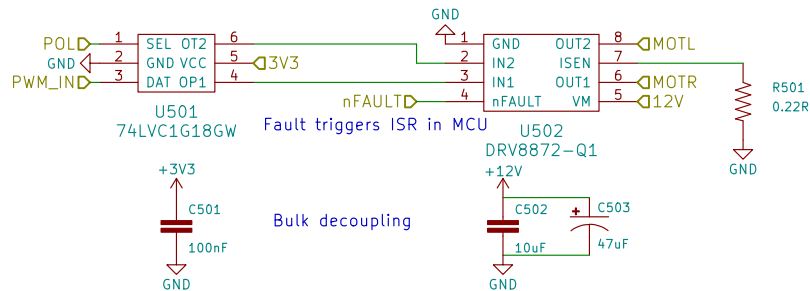 GND
POL 1 SEL OT2 6
GND 2 GND VCC 5 3V3
PWM_IN 3 DAT OP1 4
U501
74LVC1G18GW
1 GND OUT2 8 MOTL
2 IN2 ISEN 7
3 IN1 OUT1 6 MOTR
nFAULT 4 nFAULT VM 5 12V
U502
DRV8872-Q1
R501
0.22R
GND
Fault triggers ISR in MCU
+3V3
C501
100nF
GND
Bulk decoupling
+12V
C502
10uF
+
C503
47uF
GND